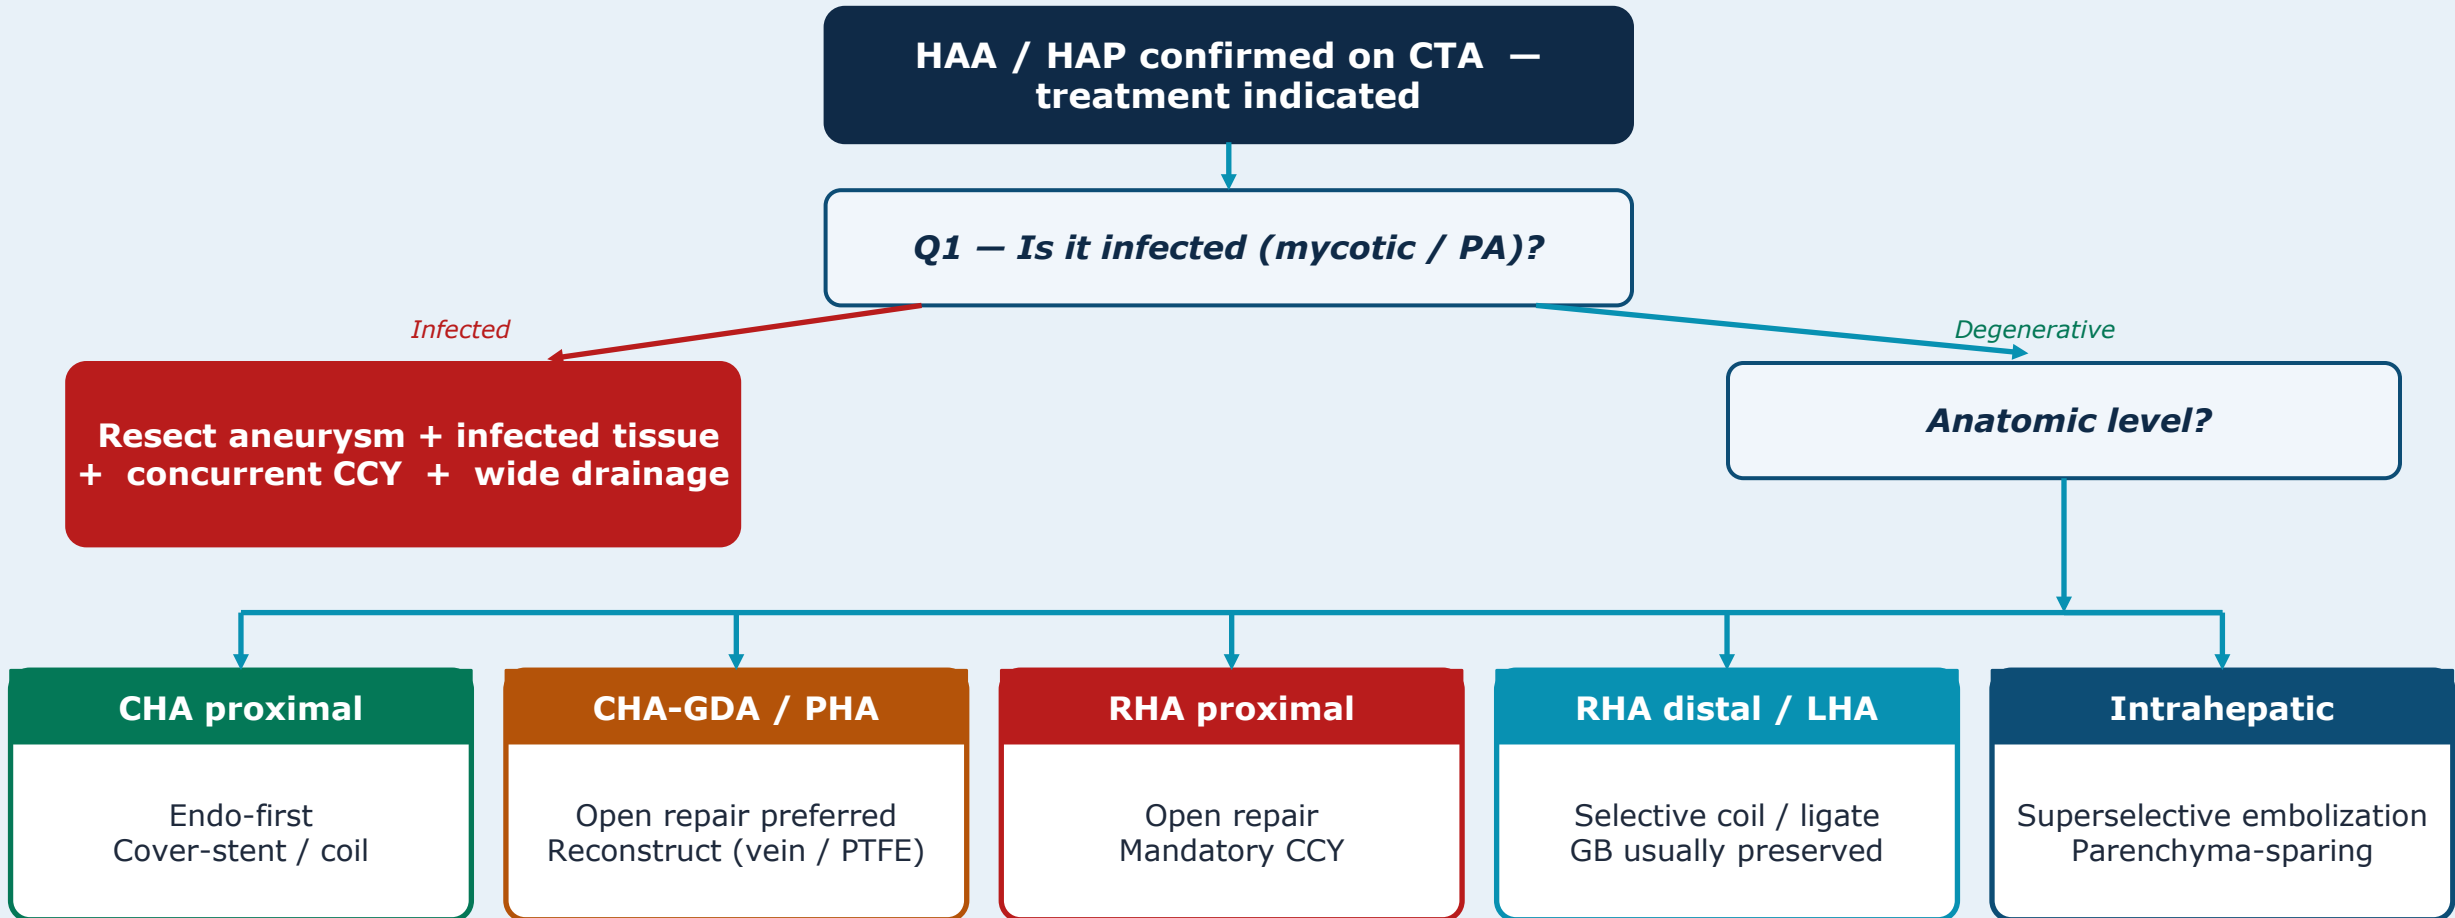 HAA / HAP confirmed on CTA —
treatment indicated
Q1 — Is it infected (mycotic / PA)?
Infected
Degenerative
Resect aneurysm + infected tissue
+ concurrent CCY + wide drainage
Anatomic level?
CHA proximal
Endo-first
Cover-stent / coil
CHA-GDA / PHA
Open repair preferred
Reconstruct (vein / PTFE)
RHA proximal
Open repair
Mandatory CCY
RHA distal / LHA
Selective coil / ligate
GB usually preserved
Intrahepatic
Superselective embolization
Parenchyma-sparing